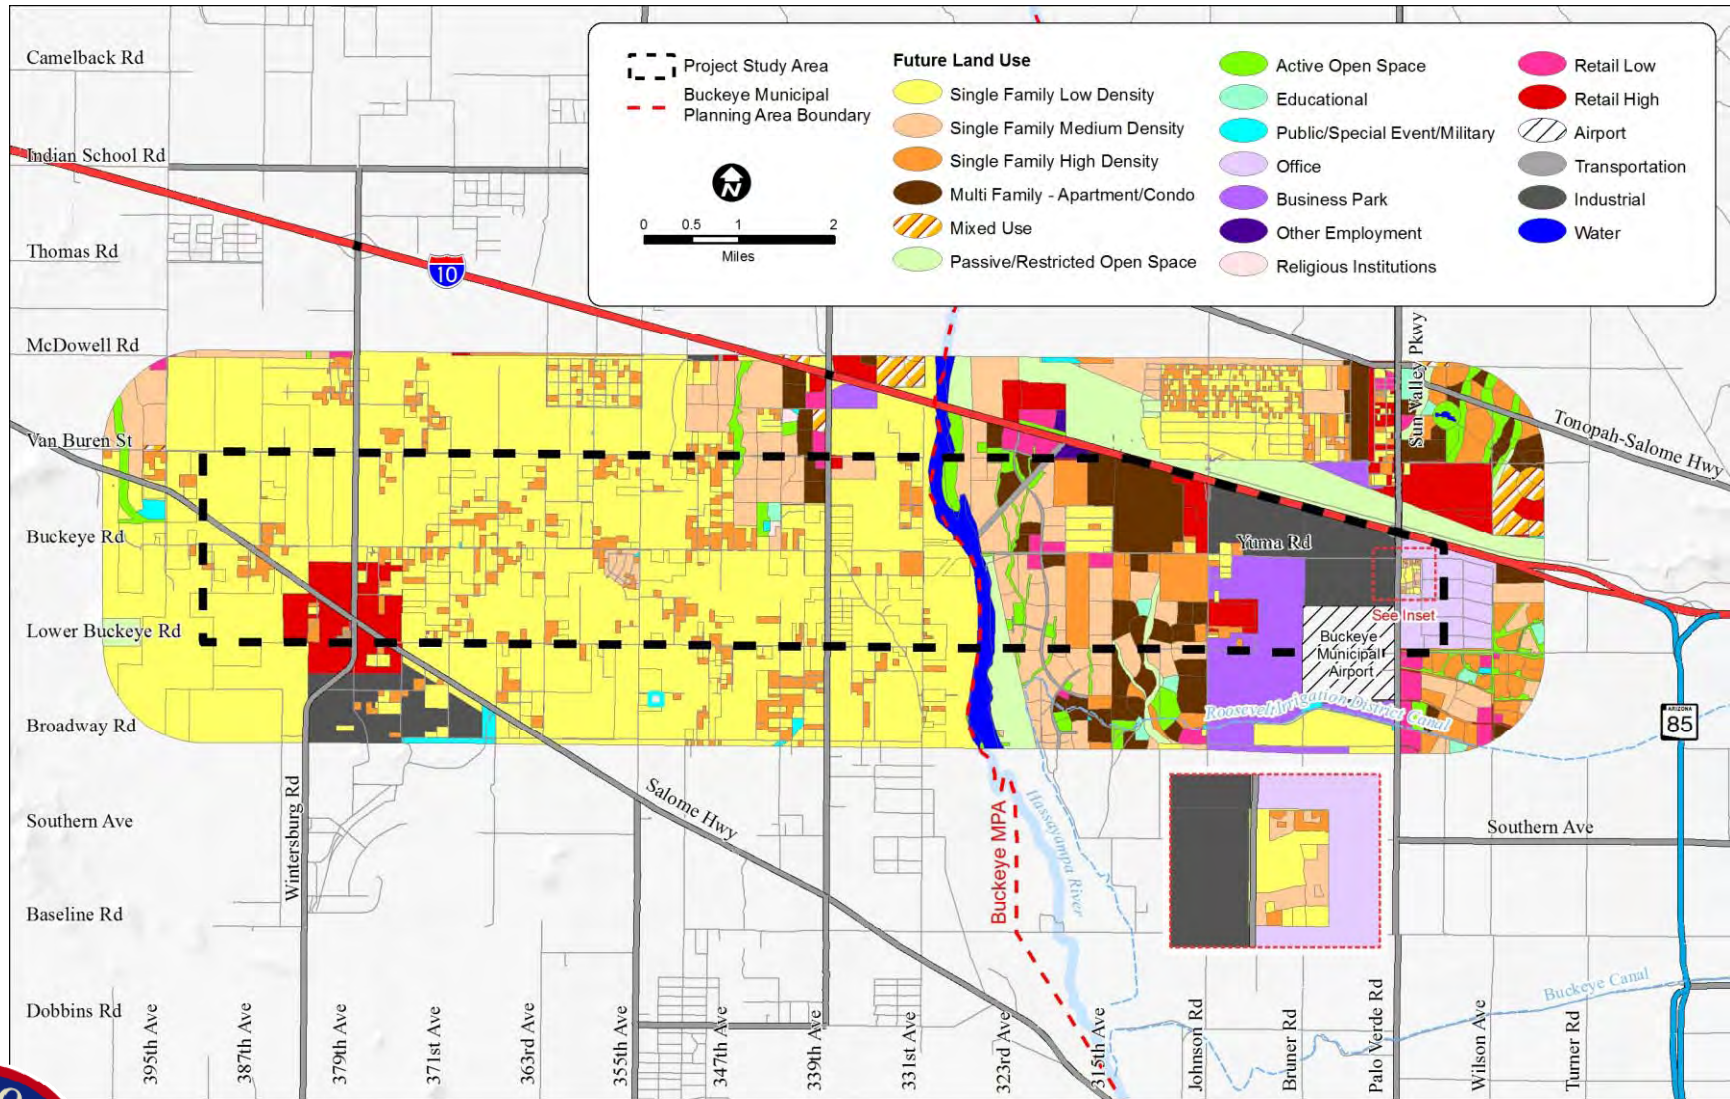 Camelback Rd
Indian School Rd
Thomas Rd
McDowell Rd
Van Buren St
Buckeye Rd
Lower Buckeye Rd
Broadway Rd
Southern Ave
Baseline Rd
Dobbins Rd
Project Study Area
Buckeye Municipal
Planning Area Boundary
N
0 0.5 1 2
Miles
Future Land Use
Single Family Low Density
Single Family Medium Density
Single Family High Density
Multi Family - Apartment/Condo
Mixed Use
Passive/Restricted Open Space
Active Open Space
Educational
Public/Special Event/Military
Office
Business Park
Other Employment
Religious Institutions
Retail Low
Retail High
Airport
Transportation
Industrial
Water
10
Sun Valley Pkwy
Tonopah-Salome Hwy
Yuma Rd
See Inset
Buckeye
Municipal
Airport
Roosevelt Irrigation District Canal
ARIZONA
85
Wintersburg Rd
Salome Hwy
Buckeye MPA
Hassayampa River
Southern Ave
Buckeye Canal
395th Ave
387th Ave
379th Ave
371st Ave
363rd Ave
355th Ave
347th Ave
339th Ave
331st Ave
323rd Ave
315th Ave
Johnson Rd
Bruner Rd
Palo Verde Rd
Wilson Ave
Turner Rd